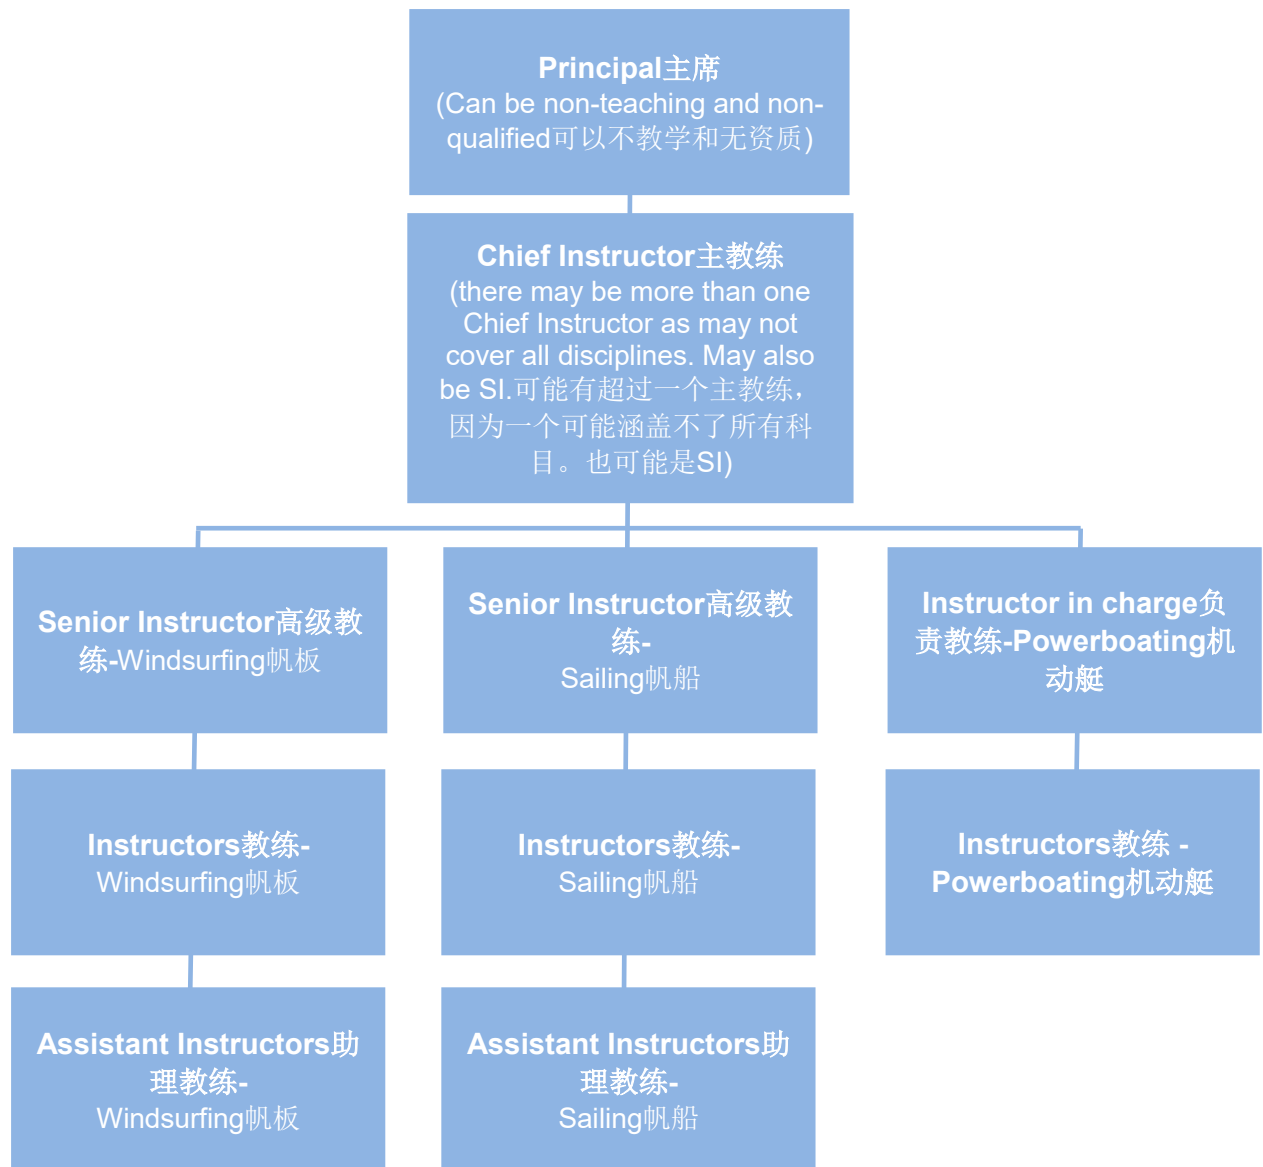 Principal主席
(Can be non-teaching and non-
qualified可以不教学和无资质)
Chief Instructor主教练
(there may be more than one
Chief Instructor as may not
cover all disciplines. May also
be SI.可能有超过一个主教练，
因为一个可能涵盖不了所有科
目。也可能是SI)
Senior Instructor高级教
练-Windsurfing帆板
Senior Instructor高级教
练-
Sailing帆船
Instructor in charge负
责教练-Powerboating机
动艇
Instructors教练-
Windsurfing帆板
Instructors教练-
Sailing帆船
Instructors教练 -
Powerboating机动艇
Assistant Instructors助
理教练-
Windsurfing帆板
Assistant Instructors助
理教练-
Sailing帆船